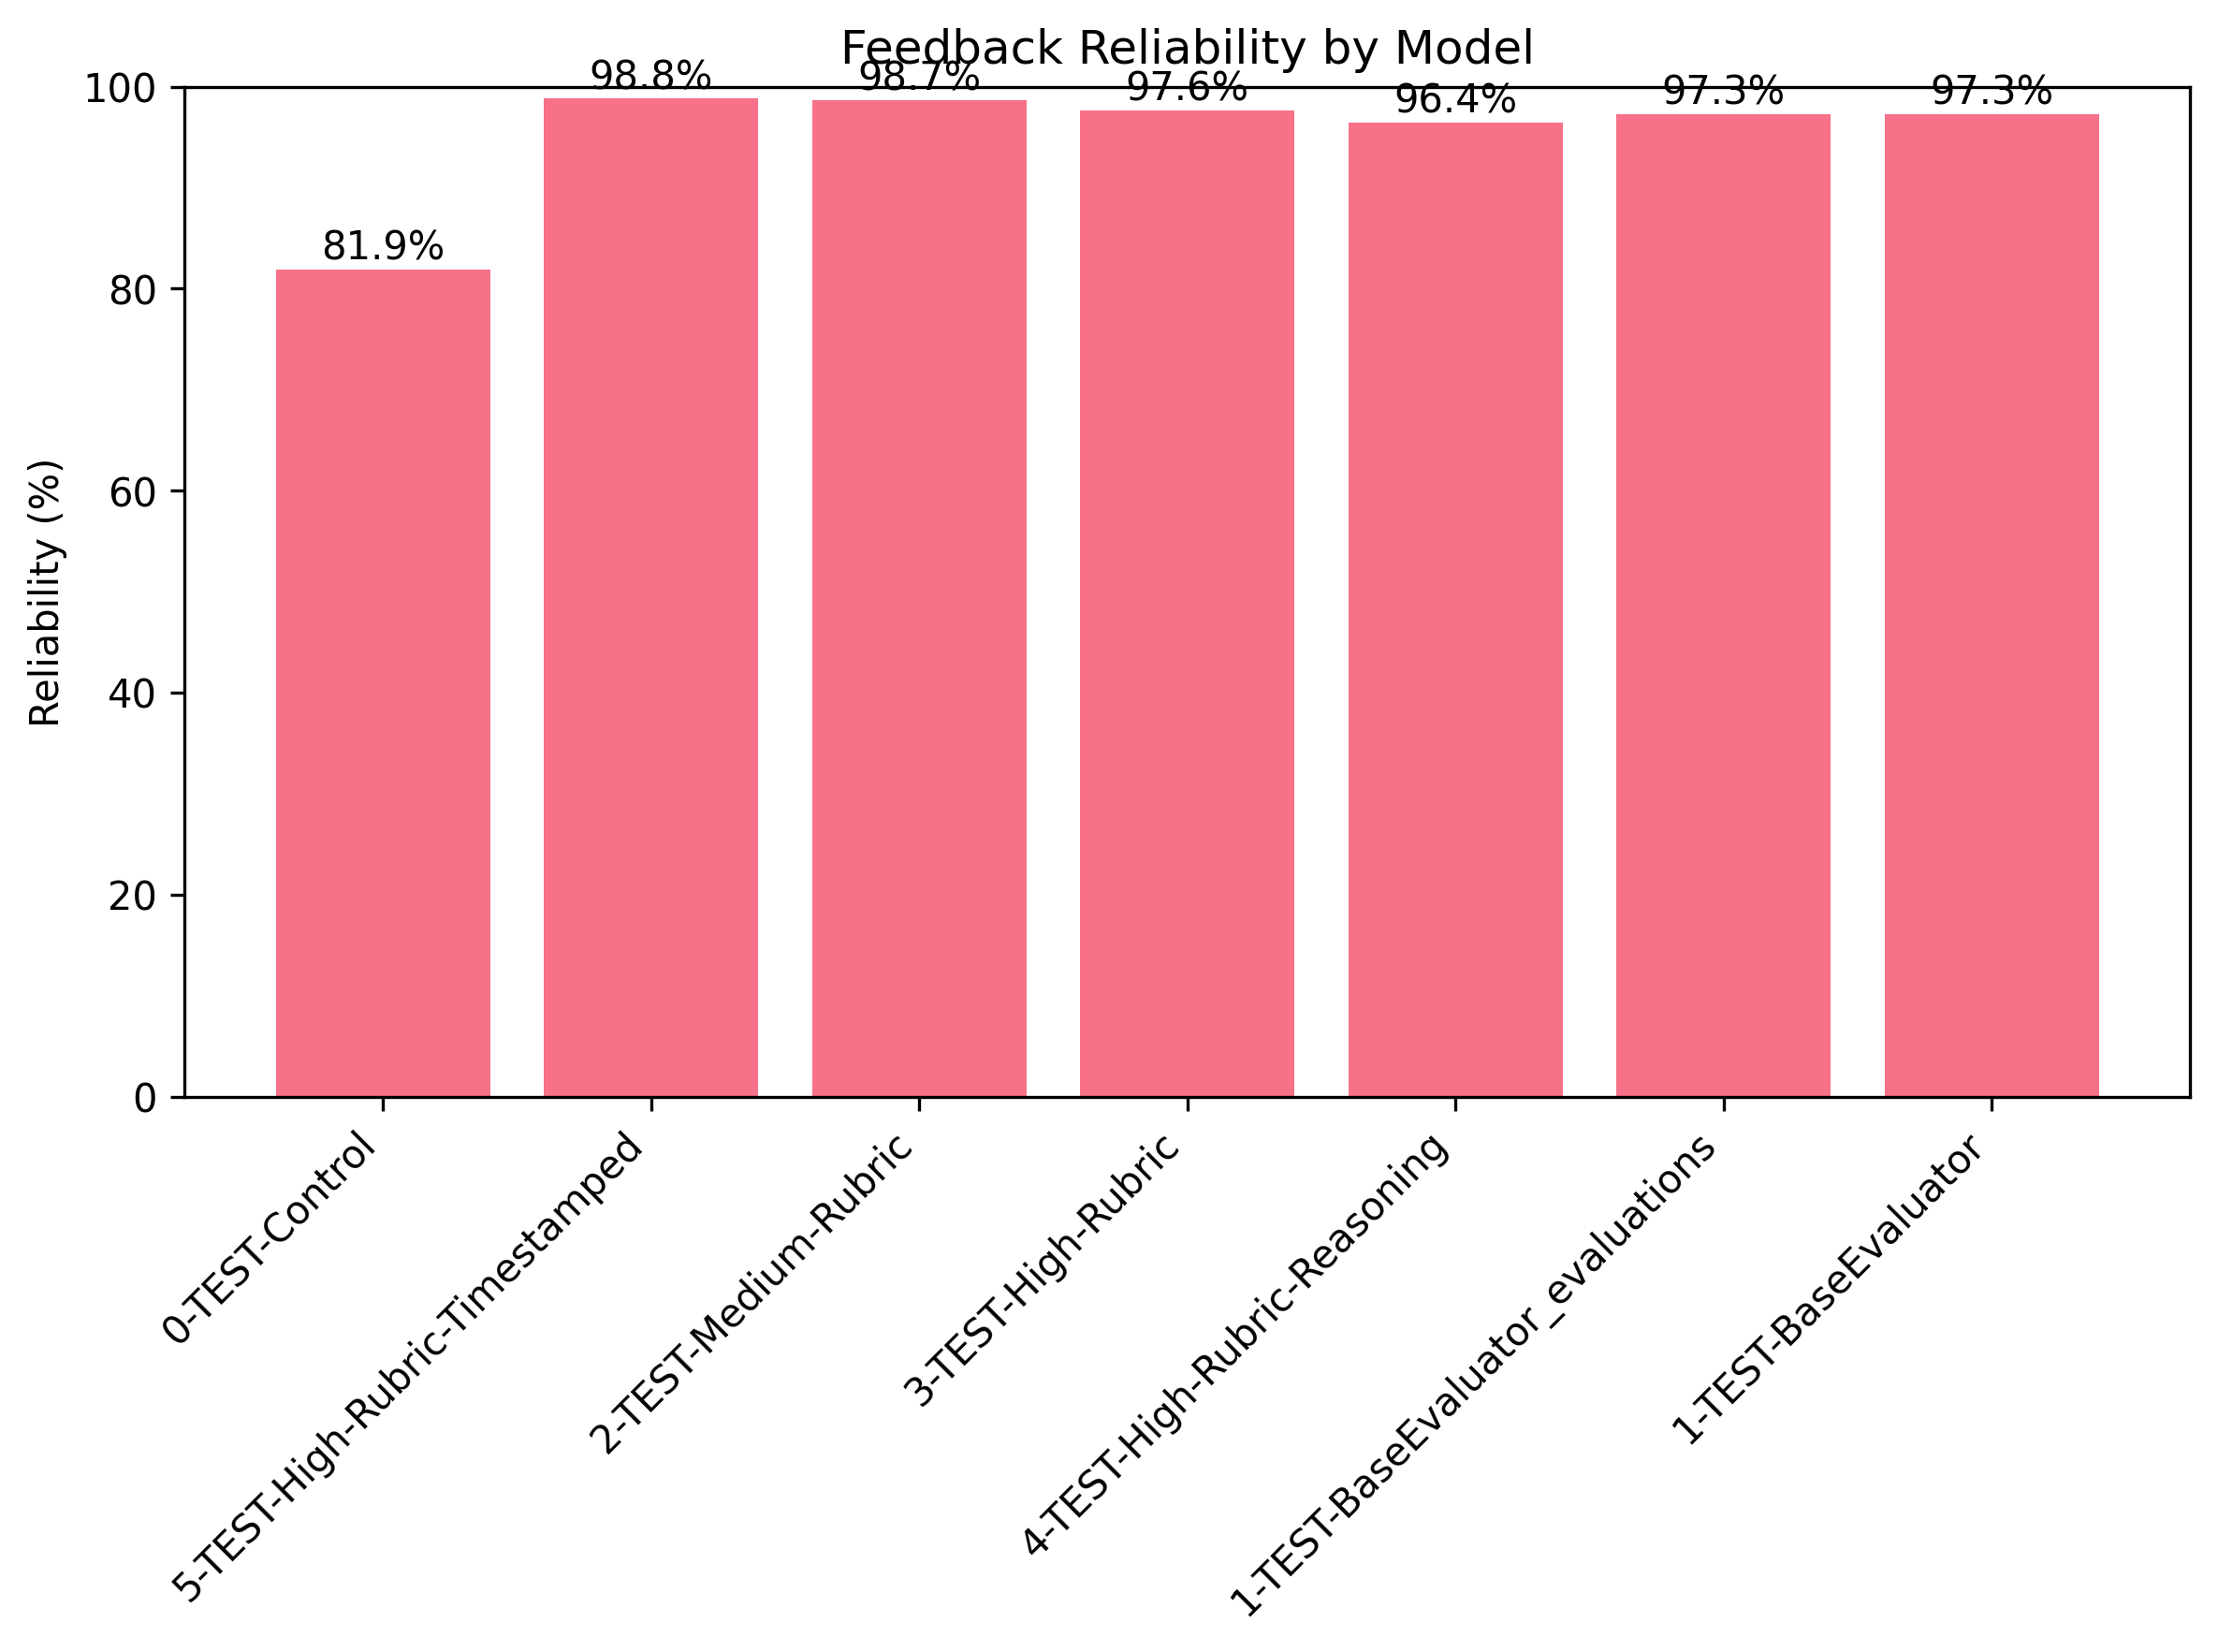 Feedback Reliability by Model
98.8%
98.7%
97.6%
96.4%
97.3%
97.3%
81.9%
100
80
60
40
20
0
Reliability (%)
0-TEST-Control
5-TEST-High-Rubric-Timestamped
2-TEST-Medium-Rubric
3-TEST-High-Rubric
4-TEST-High-Rubric-Reasoning
1-TEST-BaseEvaluator_evaluations
1-TEST-BaseEvaluator